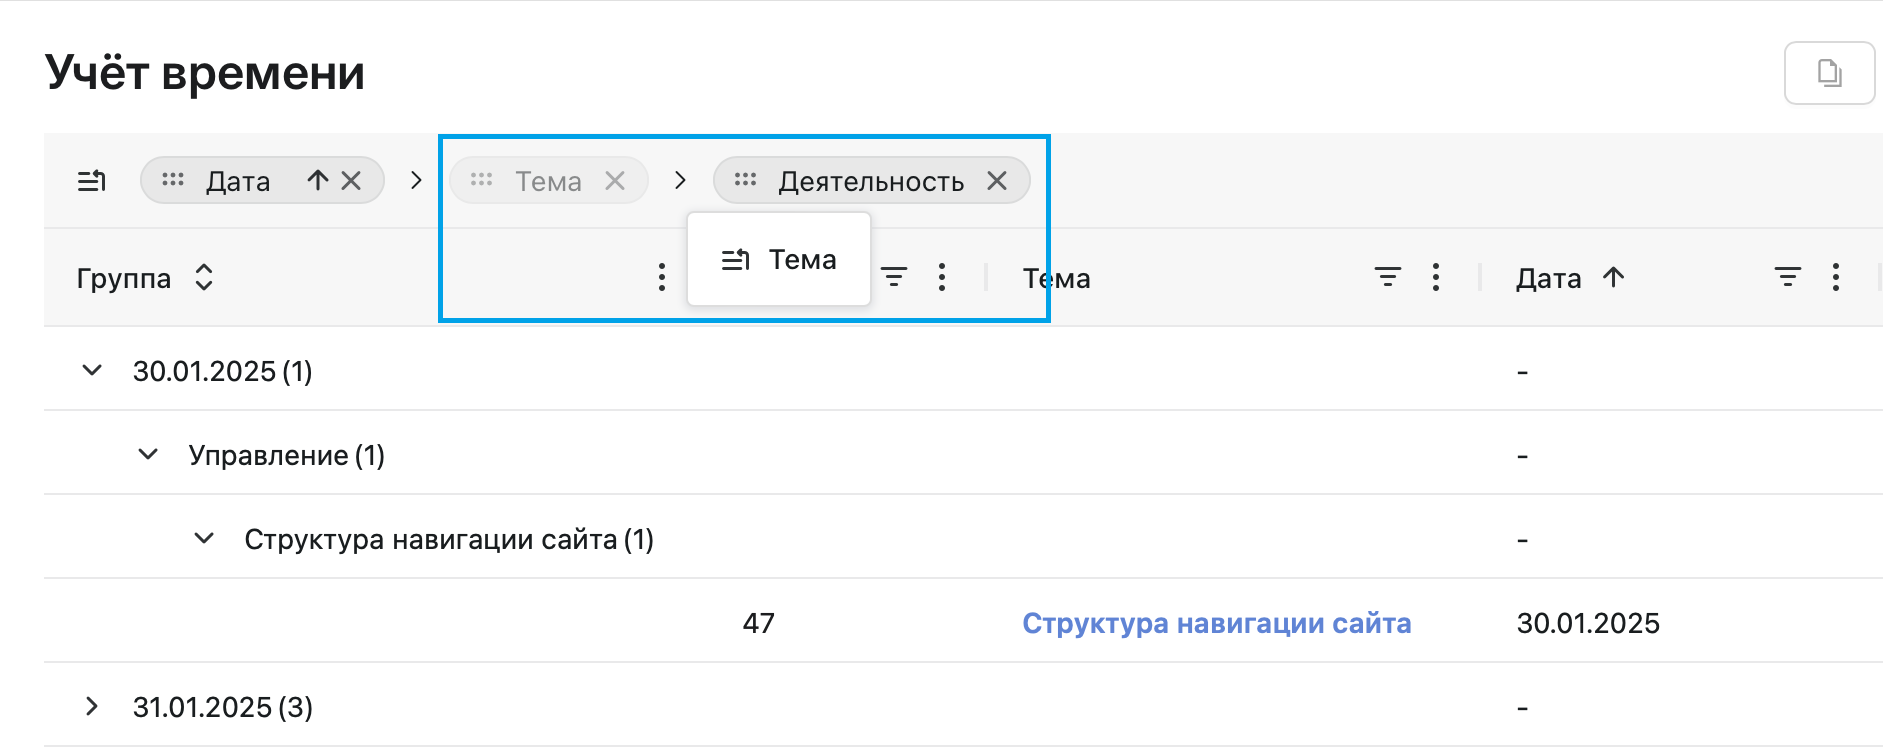 Учёт времени
Дата Тема Деятельность
Тема
Группа Тема Дата
30.01.2025 (1) -
Управление (1) -
Структура навигации сайта (1) -
47 Структура навигации сайта 30.01.2025
31.01.2025 (3) -